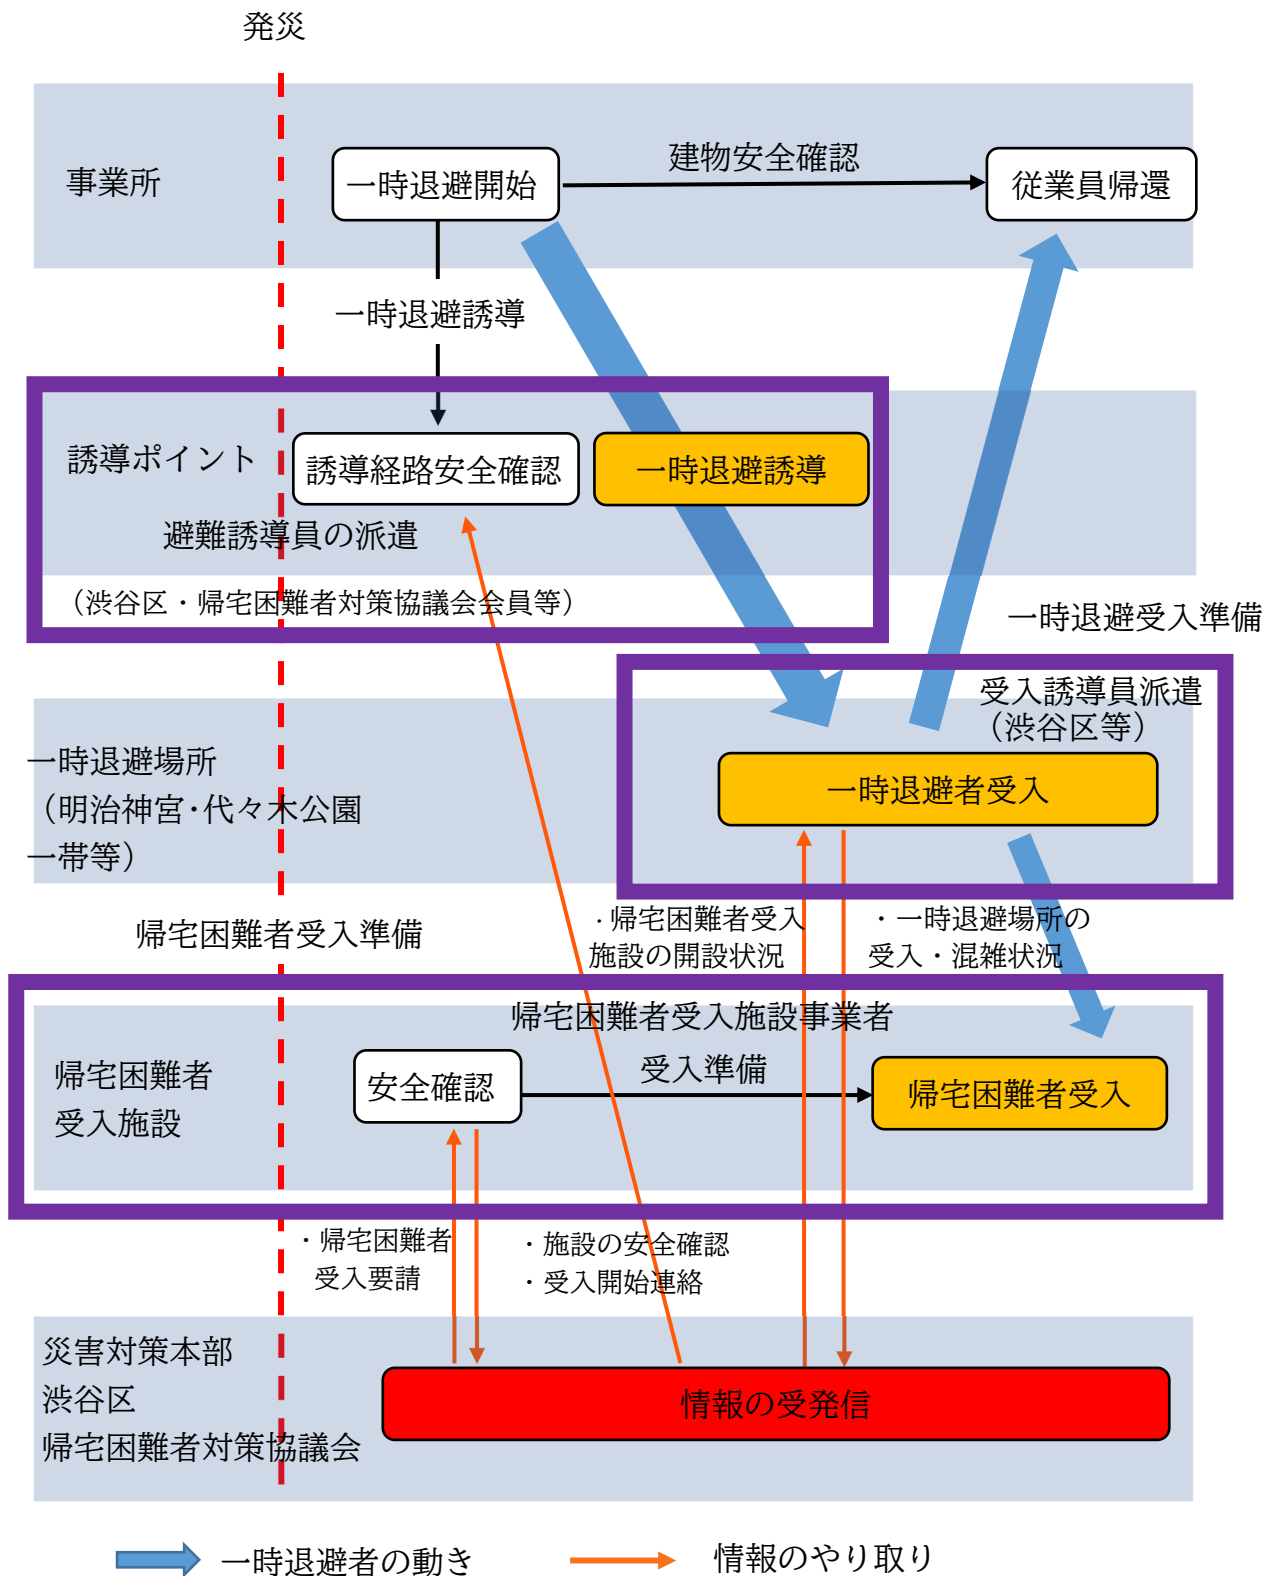 発災
事業所
一時退避開始
建物安全確認
従業員帰還
一時退避誘導
誘導ポイント
誘導経路安全確認
一時退避誘導
避難誘導員の派遣
（渋谷区・帰宅困難者対策協議会会員等）
一時退避受入準備
受入誘導員派遣
（渋谷区等）
一時退避場所
（明治神宮・代々木公園
一帯等）
一時退避者受入
帰宅困難者受入準備
・帰宅困難者受入
施設の開設状況
・一時退避場所の
受入・混雑状況
帰宅困難者受入施設事業者
帰宅困難者
受入施設
安全確認
受入準備
帰宅困難者受入
・帰宅困難者
受入要請
・施設の安全確認
・受入開始連絡
災害対策本部
渋谷区
帰宅困難者対策協議会
情報の受発信
一時退避者の動き
情報のやり取り